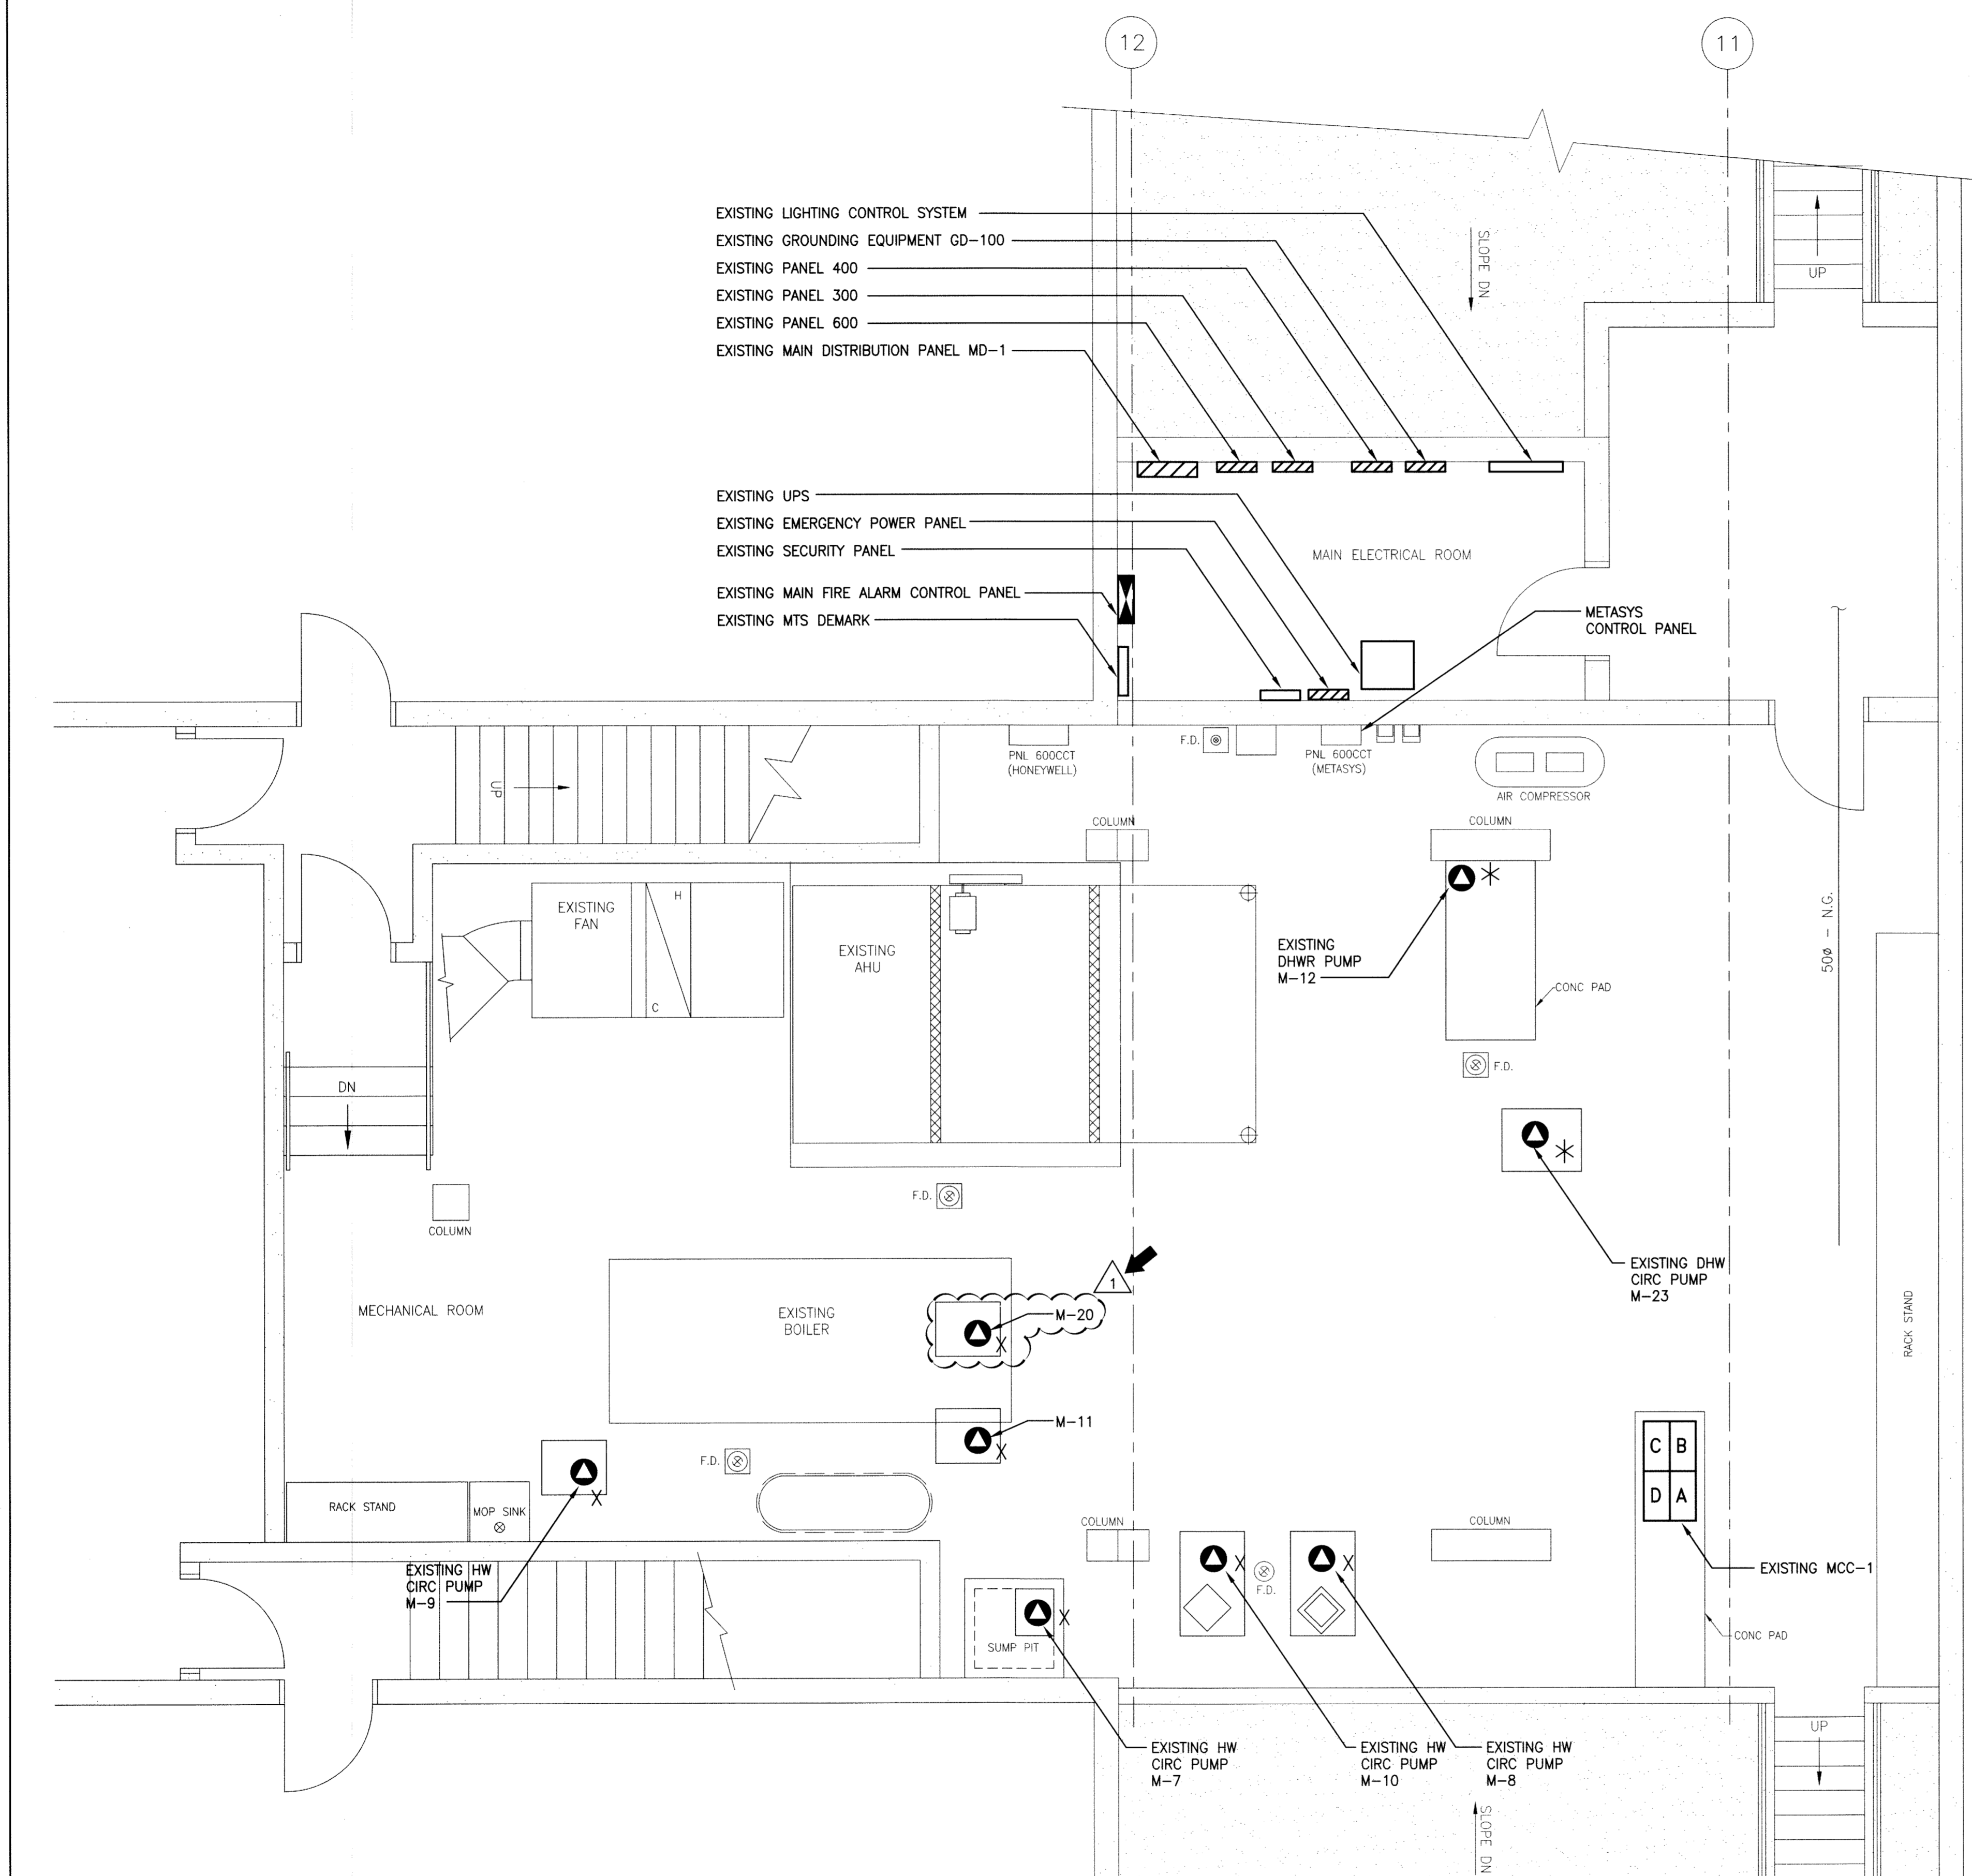 12
11
EXISTING LIGHTING CONTROL SYSTEM
EXISTING GROUNDING EQUIPMENT GD-100
EXISTING PANEL 400
EXISTING PANEL 300
EXISTING PANEL 600
EXISTING MAIN DISTRIBUTION PANEL MD-1
SLOPE DN
UP
EXISTING UPS
EXISTING EMERGENCY POWER PANEL
EXISTING SECURITY PANEL
EXISTING MAIN FIRE ALARM CONTROL PANEL
EXISTING MTS DEMARK
MAIN ELECTRICAL ROOM
METASYS
CONTROL PANEL
PNL 600CCT
(HONEYWELL)
F.D.
PNL 600CCT
(METASYS)
AIR COMPRESSOR
UP
COLUMN
COLUMN
EXISTING
FAN
H
C
EXISTING
AHU
EXISTING
DHWR PUMP
M-12
CONC PAD
50ø - N.G.
F.D.
DN
F.D.
COLUMN
EXISTING DHW
CIRC PUMP
M-23
RACK STAND
1
MECHANICAL ROOM
EXISTING
BOILER
M-20
M-11
C B
D A
F.D.
RACK STAND
MOP SINK
COLUMN
COLUMN
EXISTING MCC-1
EXISTING HW
CIRC PUMP
M-9
F.D.
SUMP PIT
CONC PAD
UP
EXISTING HW
CIRC PUMP
M-7
EXISTING HW
CIRC PUMP
M-10
EXISTING HW
CIRC PUMP
M-8
SLOPE DN